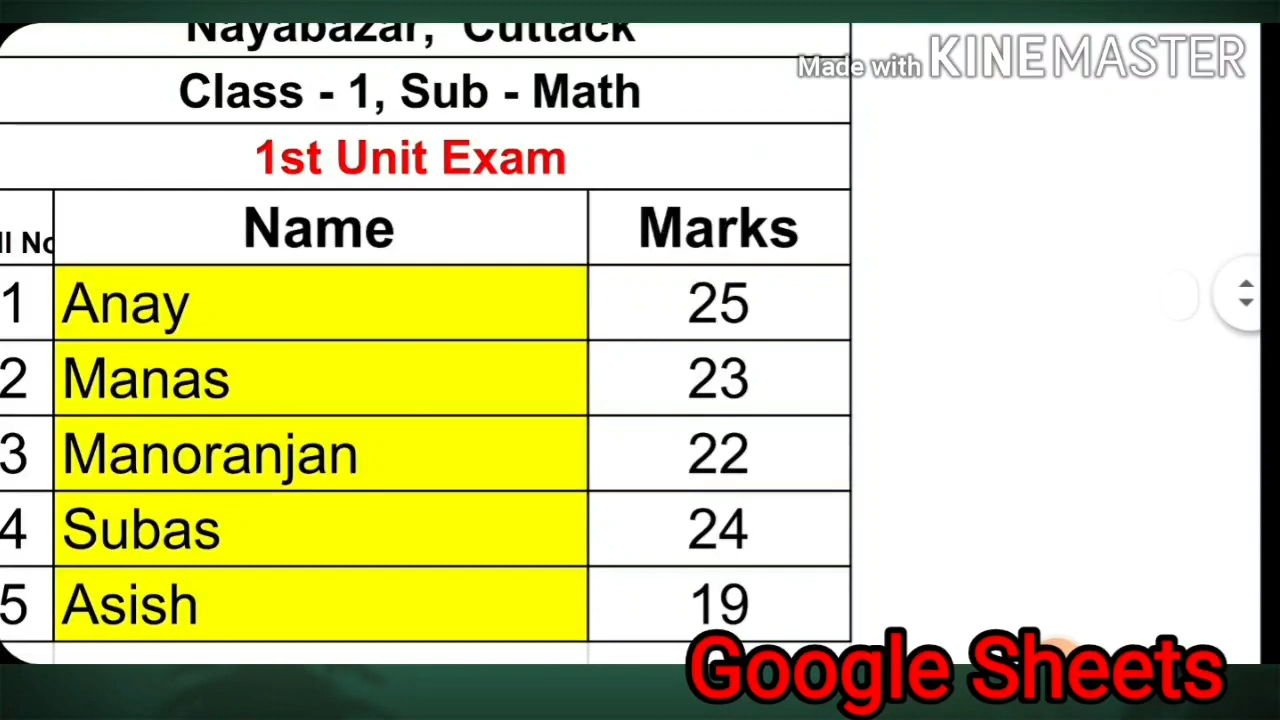 Nayabazar, Cuttack
Made with KINEMASTER
Class - 1, Sub - Math
1st Unit Exam
Name Marks
1 Anay 25
2 Manas 23
3 Manoranjan 22
4 Subas 24
5 Asish 19
Google Sheets